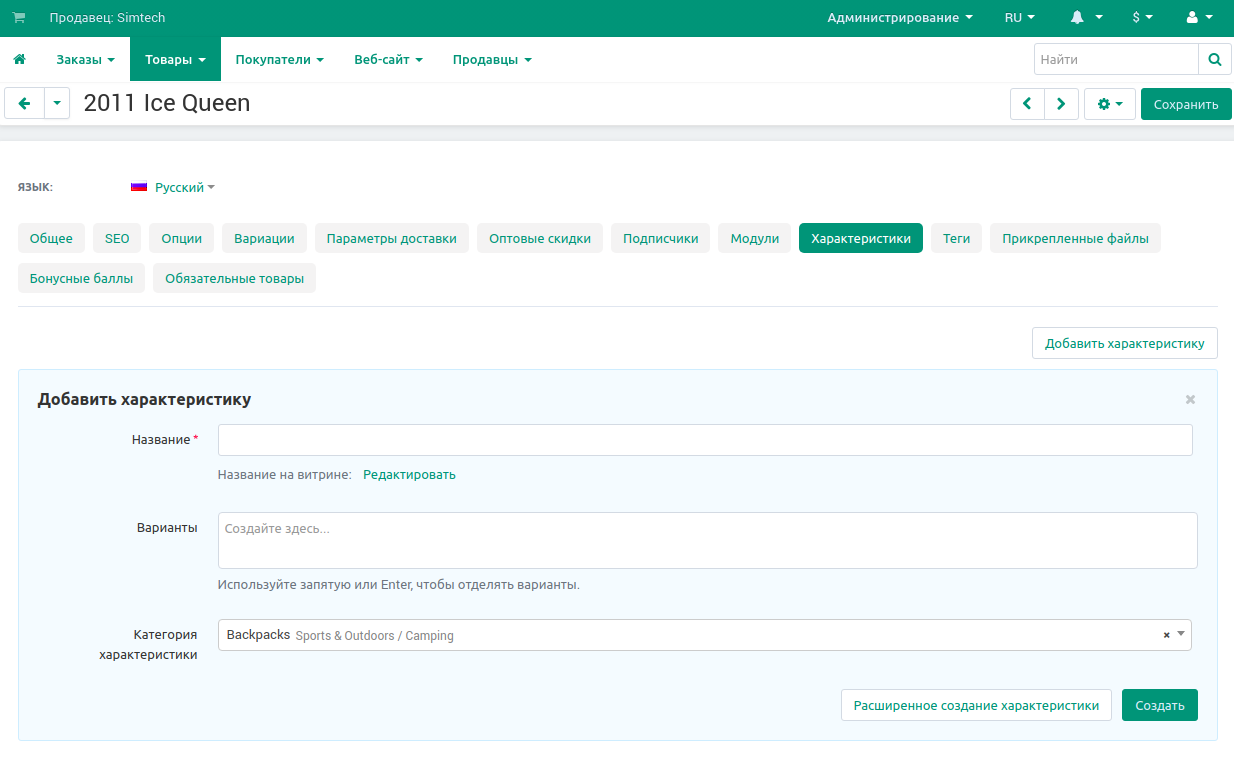 Продавец: Simtech Администрирование RU $
Заказы Товары Покупатели Веб-сайт Продавцы Найти
2011 Ice Queen Сохранить
ЯЗЫК: Русский
Общее SEO Опции Вариации Параметры доставки Оптовые скидки Подписчики Модули Характеристики Теги Прикрепленные файлы
Бонусные баллы Обязательные товары
Добавить характеристику
Добавить характеристику
Название *
Название на витрине: Редактировать
Варианты Создайте здесь...
Используйте запятую или Enter, чтобы отделять варианты.
Категория Backpacks Sports & Outdoors / Camping
характеристики
Расширенное создание характеристики Создать